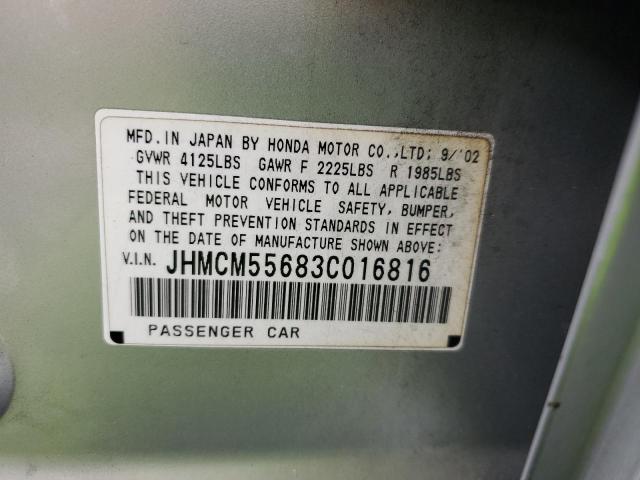 MFD. IN JAPAN BY HONDA MOTOR CO., LTD; 9/'02
GVWR 4125LBS GAWR F 2225LBS R 1985LBS
THIS VEHICLE CONFORMS TO ALL APPLICABLE
FEDERAL MOTOR VEHICLE SAFETY, BUMPER,
AND THEFT PREVENTION STANDARDS IN EFFECT
ON THE DATE OF MANUFACTURE SHOWN ABOVE:
V.I.N. JHMCM55683C016816
PASSENGER CAR